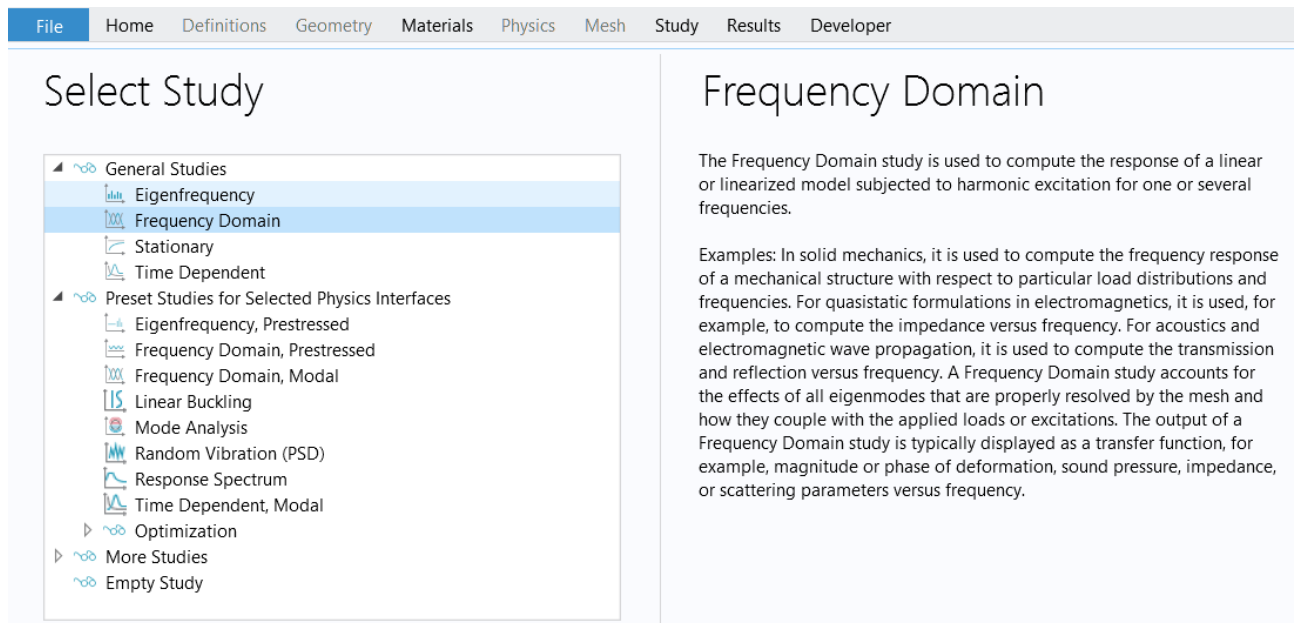 File Home Definitions Geometry Materials Physics Mesh Study Results Developer
Select Study
General Studies
Eigenfrequency
Frequency Domain
Stationary
Time Dependent
Preset Studies for Selected Physics Interfaces
Eigenfrequency, Prestressed
Frequency Domain, Prestressed
Frequency Domain, Modal
Linear Buckling
Mode Analysis
Random Vibration (PSD)
Response Spectrum
Time Dependent, Modal
Optimization
More Studies
Empty Study
Frequency Domain
The Frequency Domain study is used to compute the response of a linear
or linearized model subjected to harmonic excitation for one or several
frequencies.
Examples: In solid mechanics, it is used to compute the frequency response
of a mechanical structure with respect to particular load distributions and
frequencies. For quasistatic formulations in electromagnetics, it is used, for
example, to compute the impedance versus frequency. For acoustics and
electromagnetic wave propagation, it is used to compute the transmission
and reflection versus frequency. A Frequency Domain study accounts for
the effects of all eigenmodes that are properly resolved by the mesh and
how they couple with the applied loads or excitations. The output of a
Frequency Domain study is typically displayed as a transfer function, for
example, magnitude or phase of deformation, sound pressure, impedance,
or scattering parameters versus frequency.